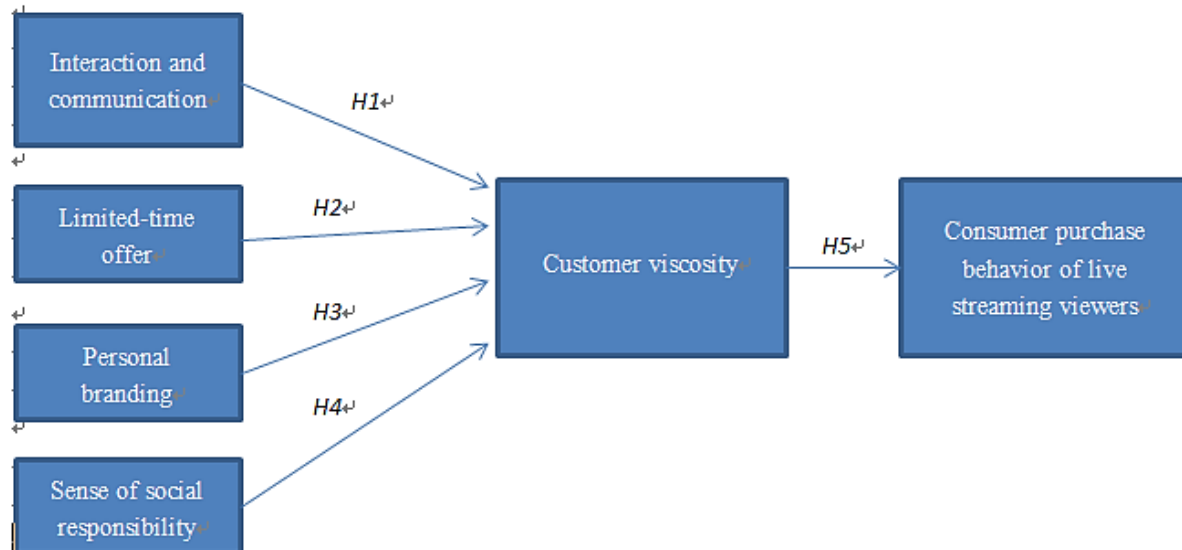 Interaction and
communication
H1
Limited-time
offer
H2
Personal
branding
H3
Sense of social
responsibility
H4
Customer viscosity
H5
Consumer purchase
behavior of live
streaming viewers